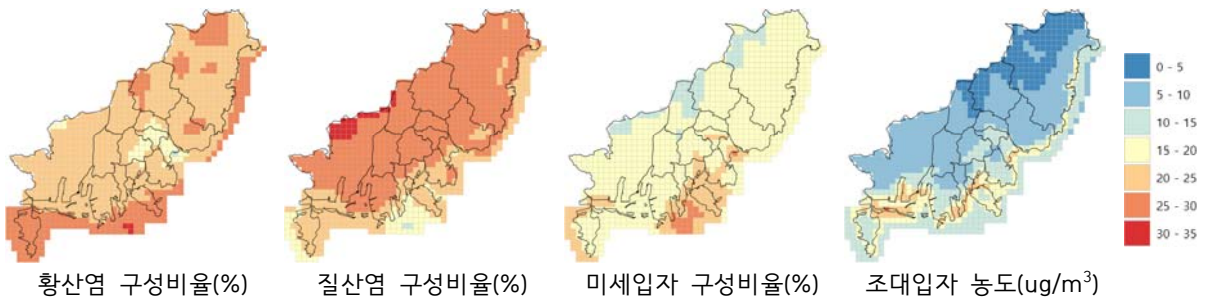 0 - 5
5 - 10
10 - 15
15 - 20
20 - 25
25 - 30
30 - 35
황산염 구성비율(%)
질산염 구성비율(%)
미세입자 구성비율(%)
조대입자 농도(ug/m³)